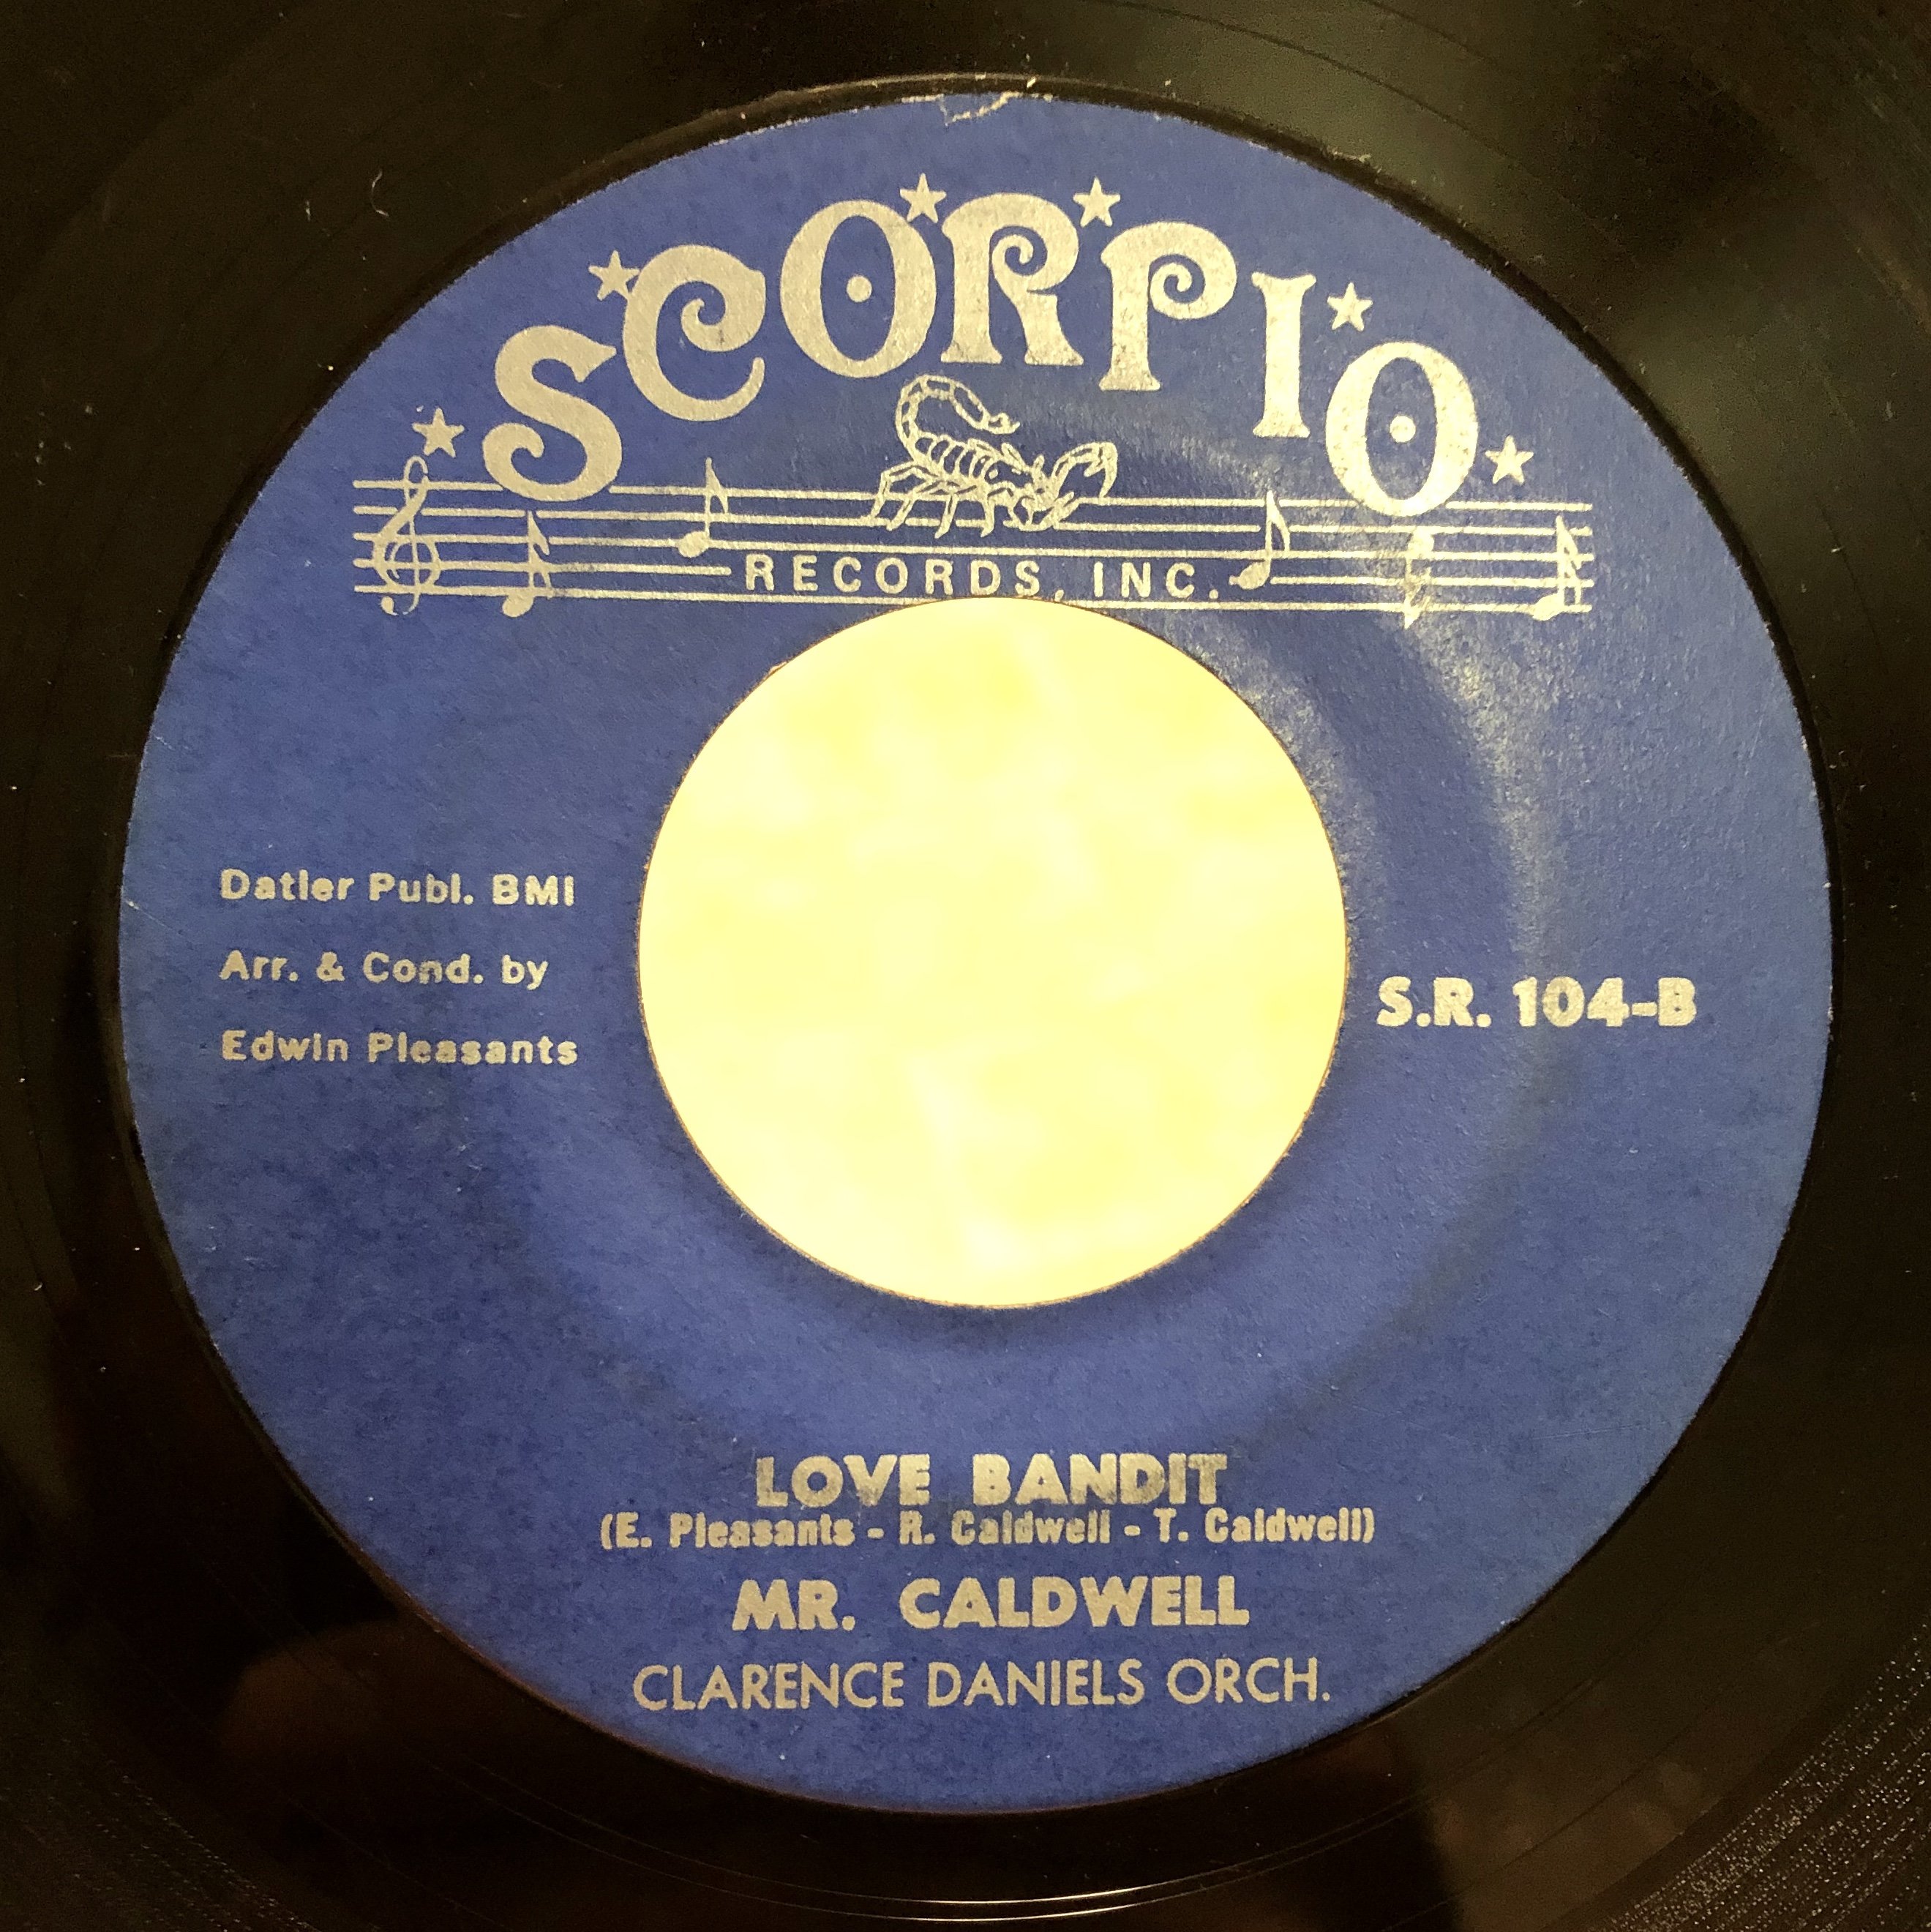 SCORPIO
RECORDS, INC.
Datler Publ. BMI
Arr. & Cond. by
Edwin Pleasants
S.R. 104-B
LOVE BANDIT
(E. Pleasants - R. Caldwell - T. Caldwell)
MR. CALDWELL
CLARENCE DANIELS ORCH.